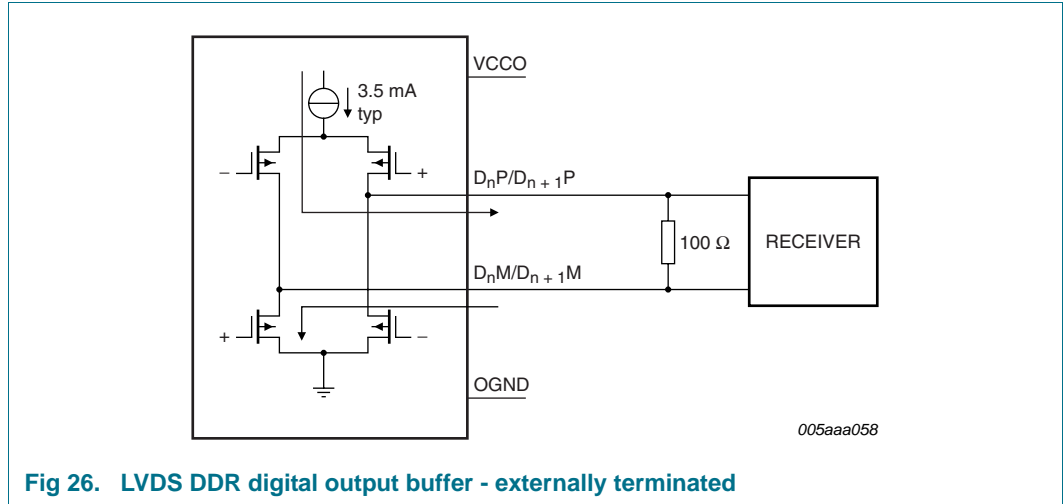 VCCO
3.5 mA
typ
– +
DnP/Dn + 1P
100 Ω
RECEIVER
DnM/Dn + 1M
+ –
OGND
005aaa058
Fig 26. LVDS DDR digital output buffer - externally terminated